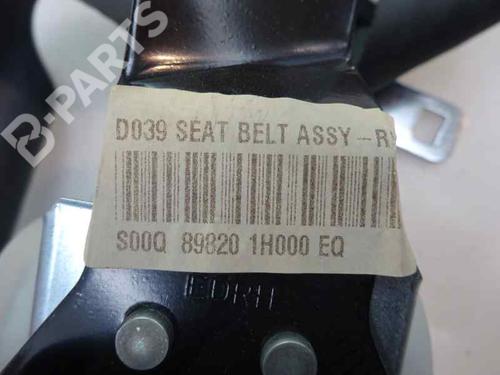 B-PARTS
D039 SEAT BELT ASSY-R
S00Q 89820 1H000 EQ